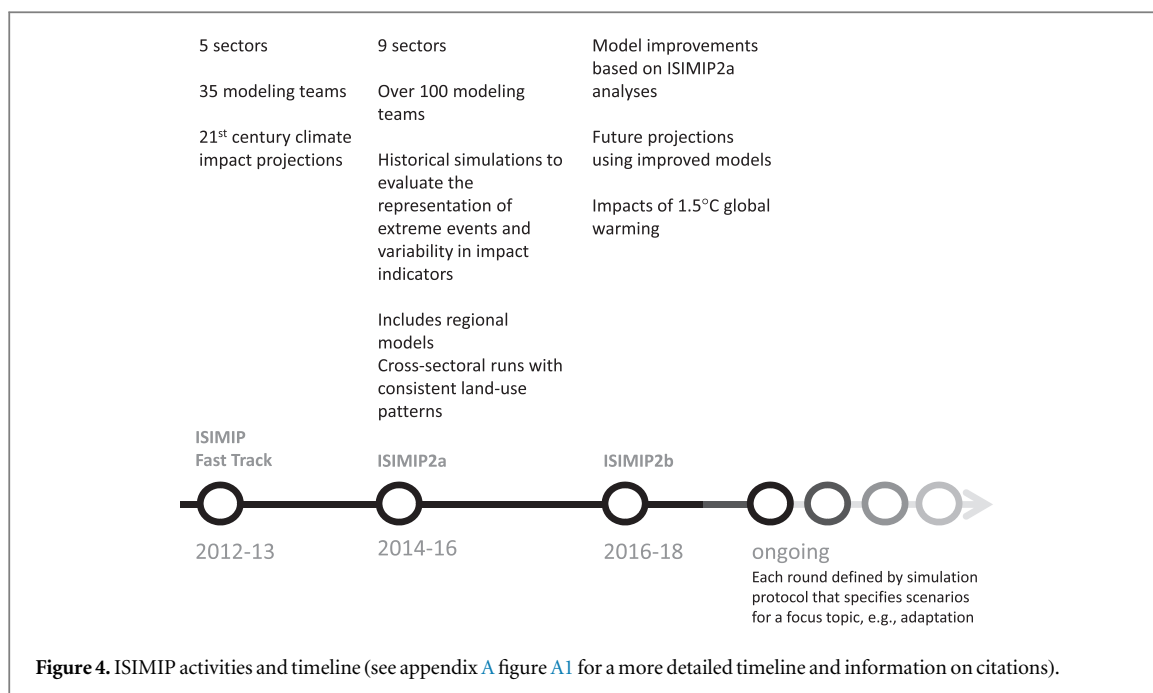 5 sectors
35 modeling teams
21st century climate
impact projections
9 sectors
Over 100 modeling
teams
Historical simulations to
evaluate the
representation of
extreme events and
variability in impact
indicators
Includes regional
models
Cross-sectoral runs with
consistent land-use
patterns
Model improvements
based on ISIMIP2a
analyses
Future projections
using improved models
Impacts of 1.5°C global
warming
ISIMIP
Fast Track
ISIMIP2a
ISIMIP2b
2012-13
2014-16
2016-18
ongoing
Each round defined by simulation
protocol that specifies scenarios
for a focus topic, e.g., adaptation
Figure 4. ISIMIP activities and timeline (see appendix A figure A1 for a more detailed timeline and information on citations).